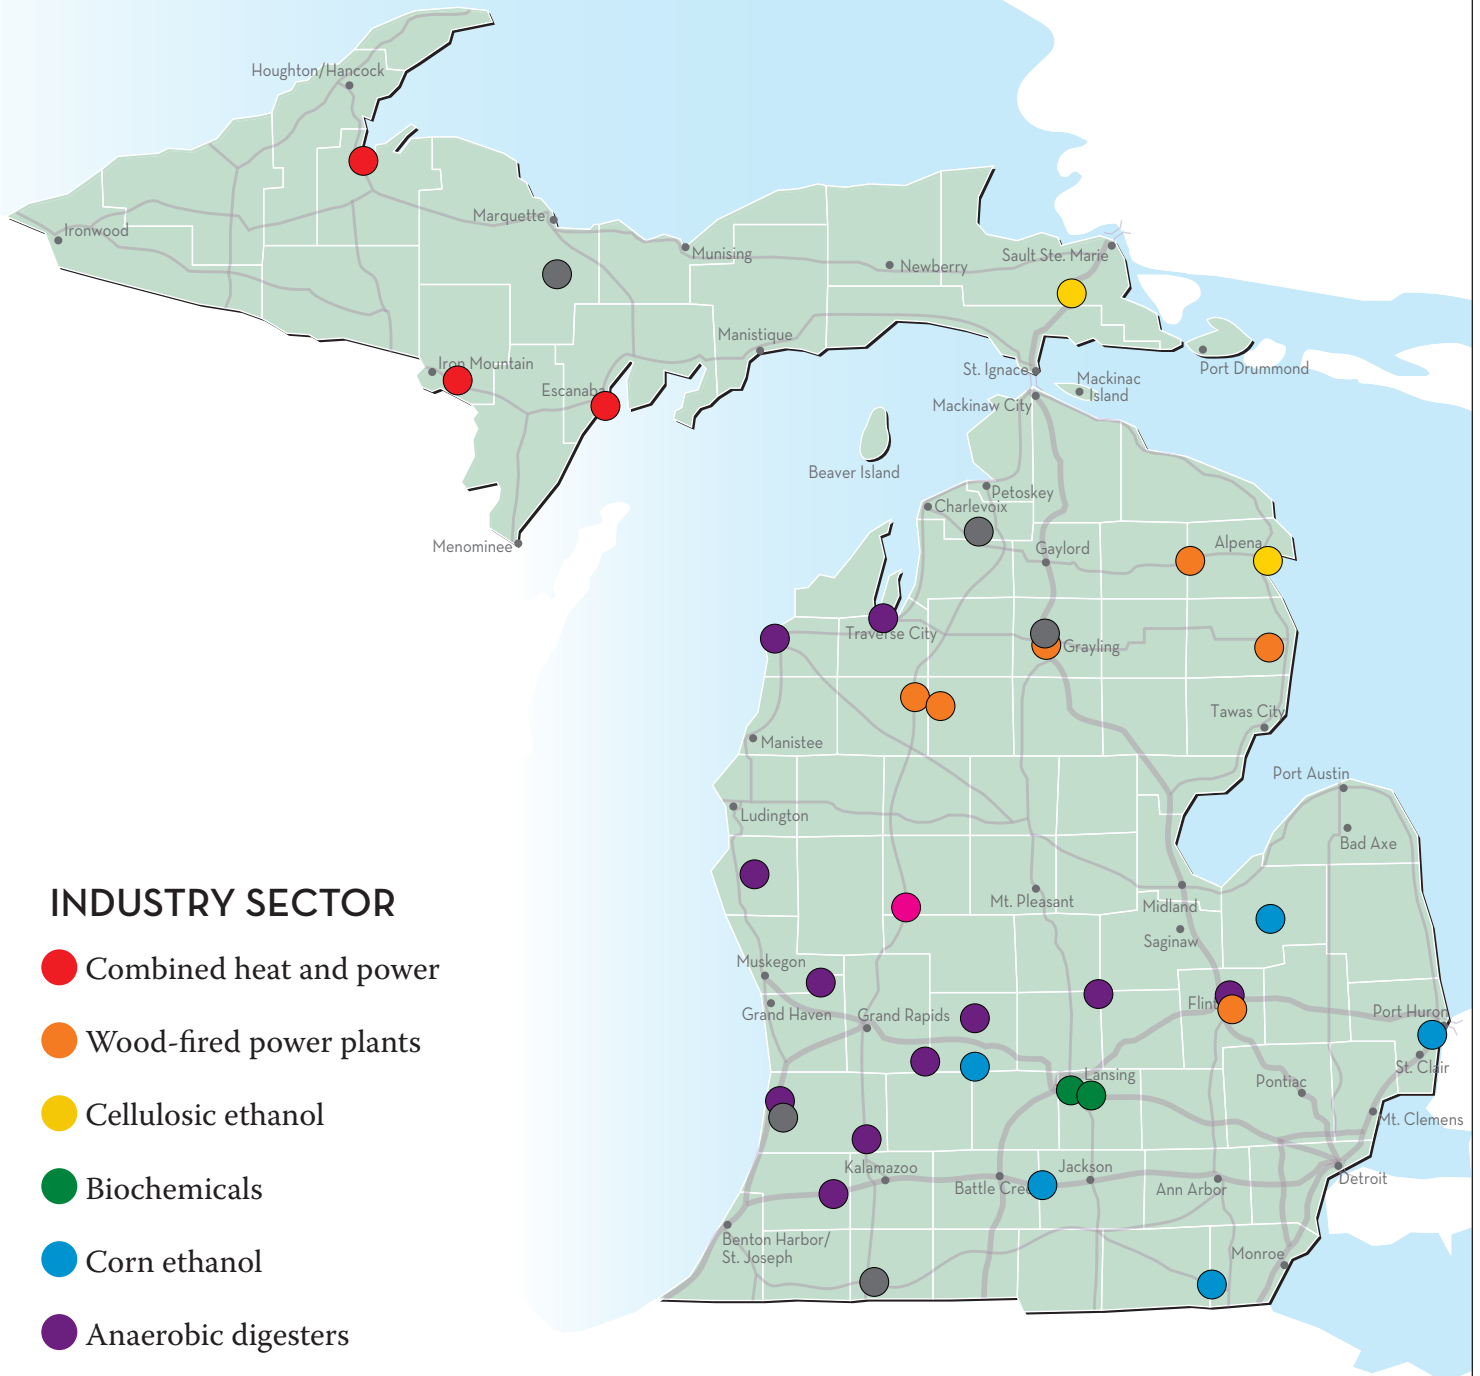 Houghton/Hancock
Ironwood
Marquette
Munising
Newberry
Sault Ste. Marie
Manistique
Iron Mountain
Escanaba
St. Ignace
Port Drummond
Mackinac
Island
Mackinaw City
Beaver Island
Petoskey
Charlevoix
Menominee
Gaylord
Alpena
Traverse City
Grayling
Tawas City
Manistee
Port Austin
Ludington
Bad Axe
INDUSTRY SECTOR
Mt. Pleasant
Midland
Saginaw
Muskegon
Combined heat and power
Grand Haven
Grand Rapids
Flint
Port Huron
Wood-fired power plants
St. Clair
Lansing
Pontiac
Cellulosic ethanol
Mt. Clemens
Kalamazoo
Jackson
Battle Cree
Ann Arbor
Detroit
Biochemicals
Benton Harbor/
St. Joseph
Monroe
Corn ethanol
Anaerobic digesters